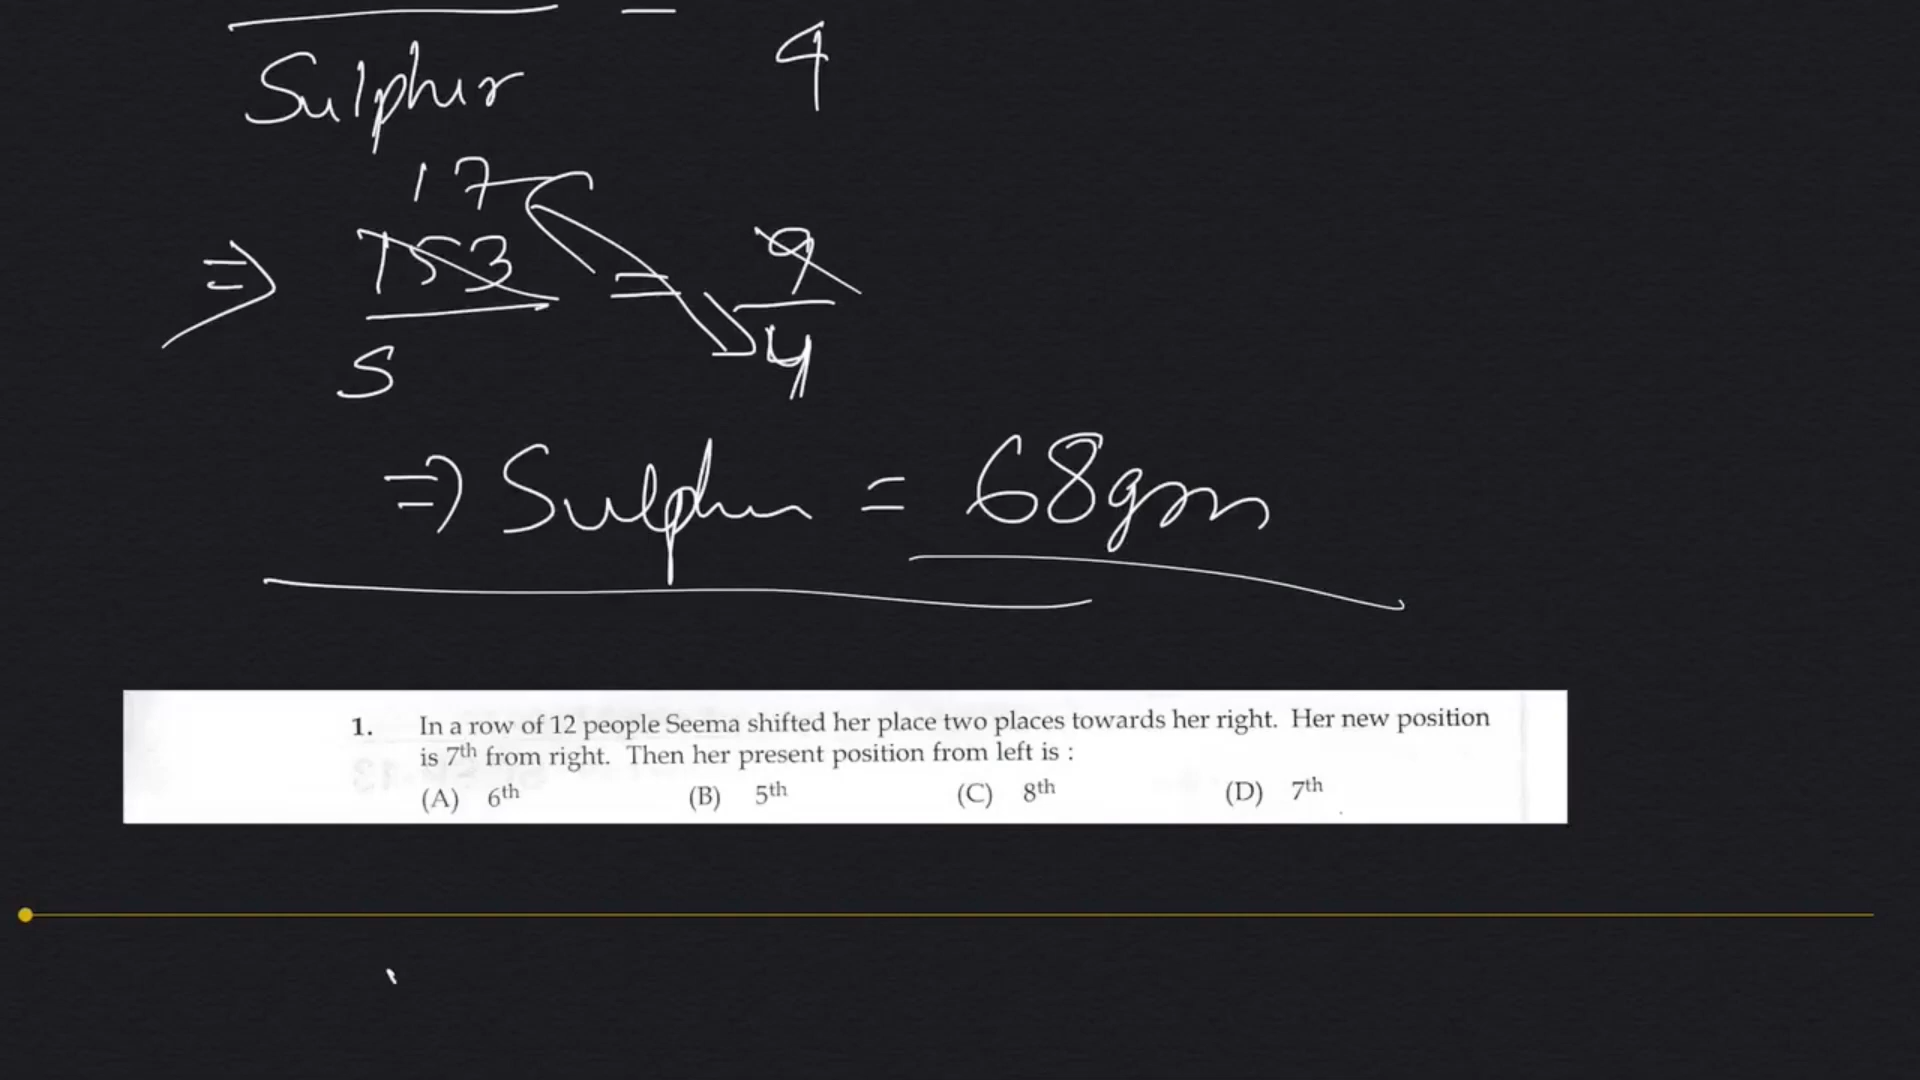 Sulphur = 4
17
⇒ 153 = 9
S 4
⇒ Sulphur = 68gm
1. In a row of 12 people Seema shifted her place two places towards her right. Her new position
is 7th from right. Then her present position from left is :
(A) 6th (B) 5th (C) 8th (D) 7th